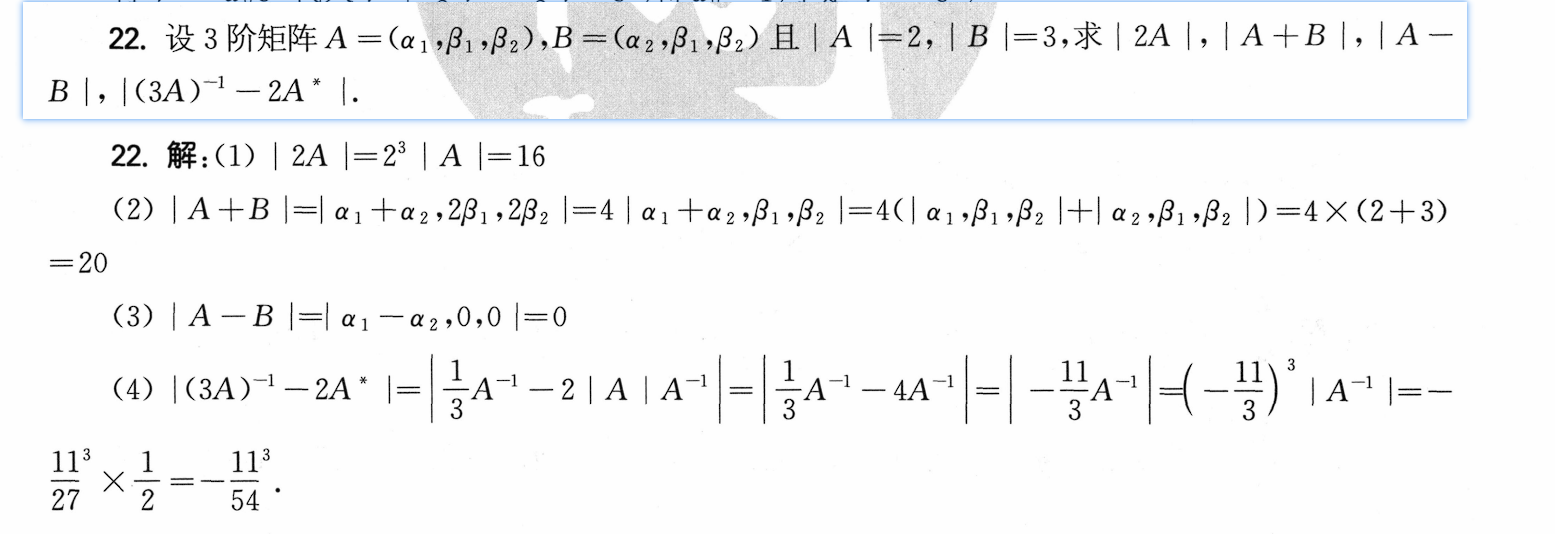 22. 设 3 阶矩阵 A =(α₁,β₁,β₂),B =(α₂,β₁,β₂) 且 | A |=2, | B |=3,求 | 2A |, | A + B |, | A −
B |, |(3A)⁻¹ − 2A* |.
22. 解:(1) | 2A |=2³ | A |=16
(2) | A + B |=| α₁ + α₂,2β₁,2β₂ |=4 | α₁ + α₂,β₁,β₂ |=4(| α₁,β₁,β₂ |+| α₂,β₁,β₂ |)=4×(2+3)
=20
(3) | A − B |=| α₁ − α₂,0,0 |=0
(4) |(3A)⁻¹ − 2A* |=| 1/3 A⁻¹ − 2 | A | A⁻¹ |=| 1/3 A⁻¹ − 4A⁻¹ |=| − 11/3 A⁻¹ |=(− 11/3)³ | A⁻¹ |=−
11³/27 × 1/2 =− 11³/54 .